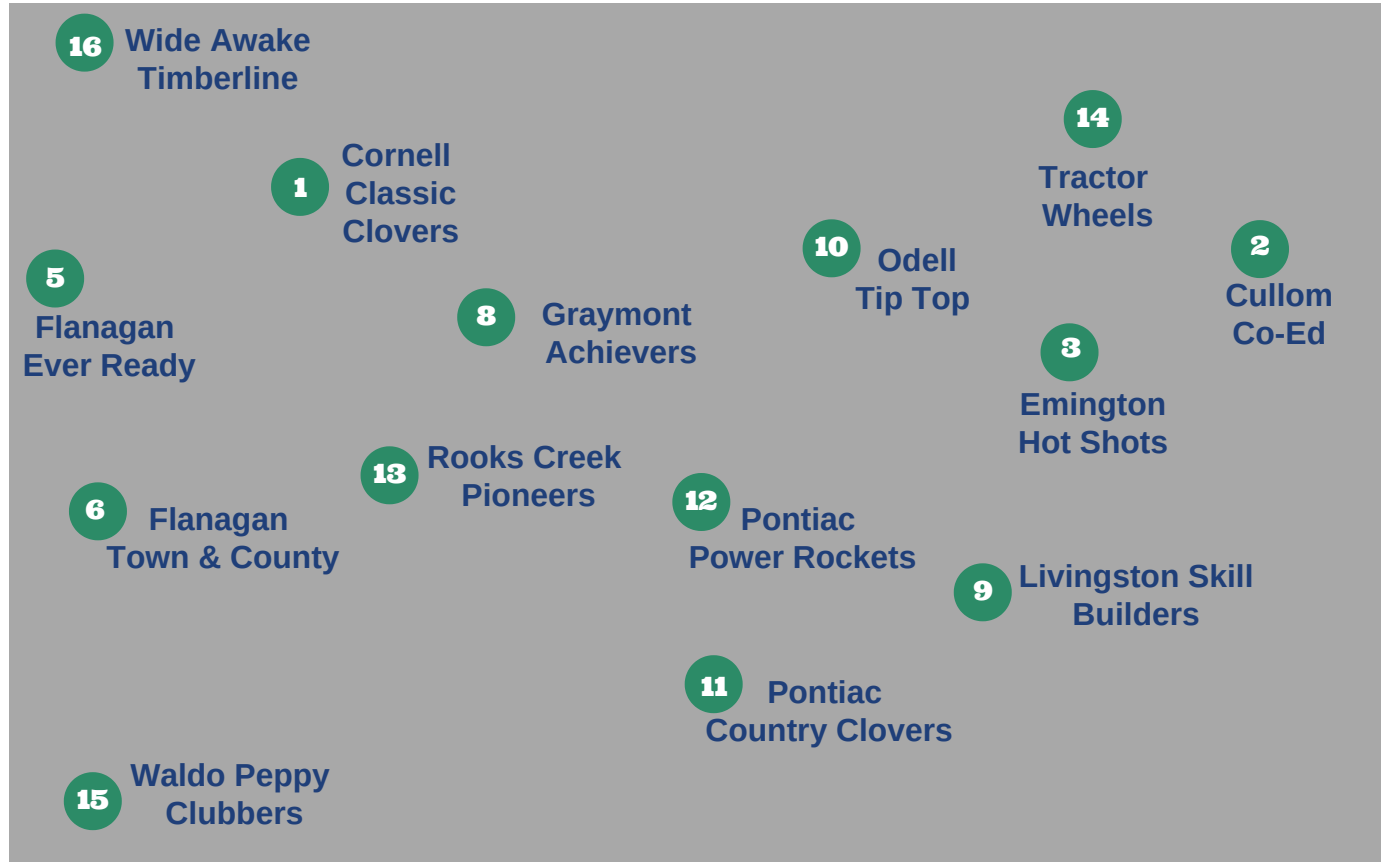 16
Wide Awake
Timberline
14
Tractor
Wheels
1
Cornell
Classic
Clovers
10
Odell
Tip Top
2
Cullom
Co-Ed
5
Flanagan
Ever Ready
8
Graymont
Achievers
3
Emington
Hot Shots
13
Rooks Creek
Pioneers
6
Flanagan
Town & County
12
Pontiac
Power Rockets
9
Livingston Skill
Builders
11
Pontiac
Country Clovers
15
Waldo Peppy
Clubbers